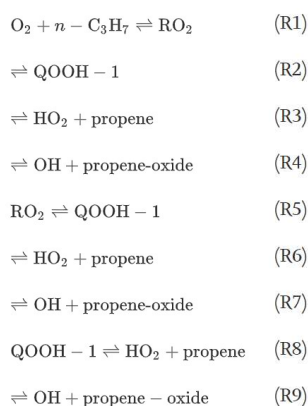 O₂ + n − C₃H₇ ⇌ RO₂ (R1)
⇌ QOOH − 1 (R2)
⇌ HO₂ + propene (R3)
⇌ OH + propene-oxide (R4)
RO₂ ⇌ QOOH − 1 (R5)
⇌ HO₂ + propene (R6)
⇌ OH + propene-oxide (R7)
QOOH − 1 ⇌ HO₂ + propene (R8)
⇌ OH + propene − oxide (R9)